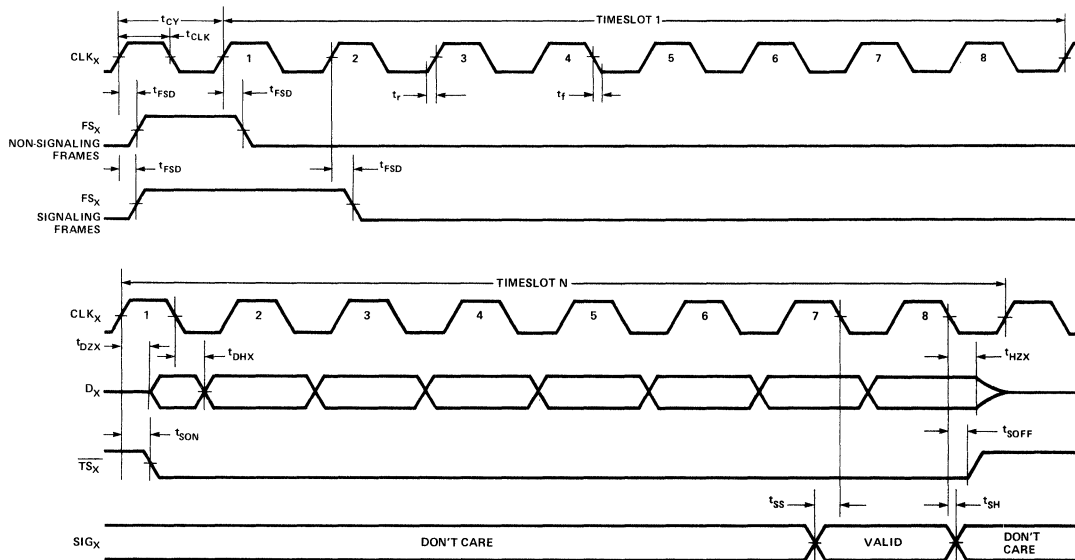 tCY
TIMESLOT 1
tCLK
CLKX
1 2 3 4 5 6 7 8
tFSD
tFSD
tr
tf
FSX
NON-SIGNALING
FRAMES
tFSD
tFSD
FSX
SIGNALING
FRAMES
TIMESLOT N
CLKX
1 2 3 4 5 6 7 8
tDZX
tDHX
tHZX
DX
tSON
tSOFF
TSX
tSS
tSH
SIGX
DON'T CARE
VALID
DON'T
CARE